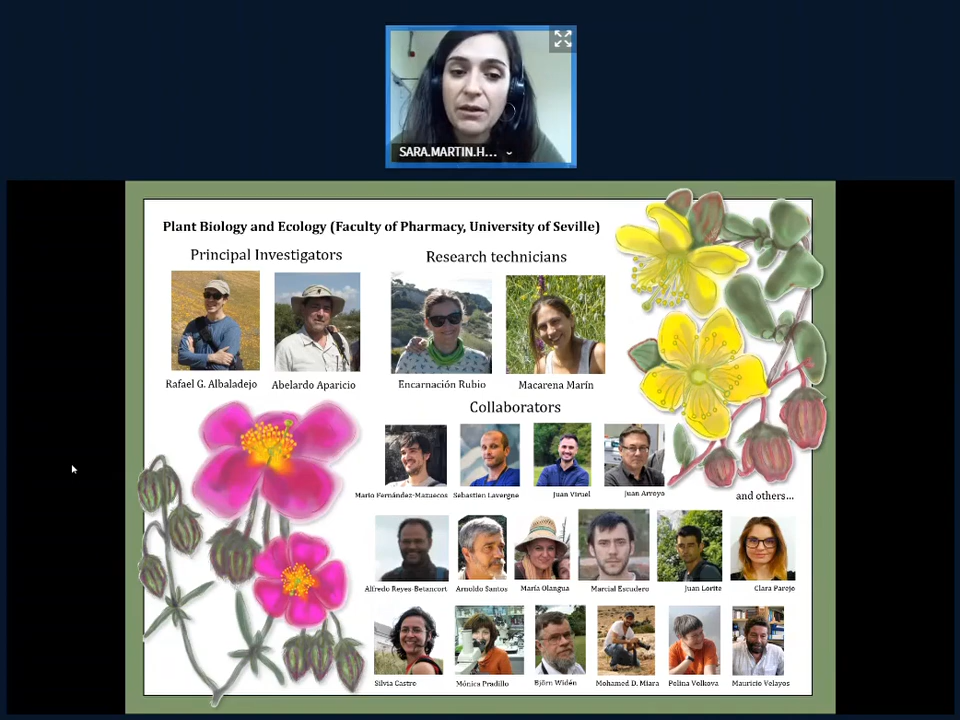 SARA.MARTIN.H...
Plant Biology and Ecology (Faculty of Pharmacy, University of Seville)
Principal Investigators
Research technicians
Rafael G. Albaladejo
Abelardo Aparicio
Encarnación Rubio
Macarena Marín
Collaborators
Mario Fernández-Mazuecos
Sebastien Lavergne
Juan Viruel
Juan Arroyo
and others...
Alfredo Reyes-Betancort
Arnoldo Santos
María Olangua
Marcial Escudero
Juan Lorite
Clara Parejo
Silvia Castro
Mónica Pradillo
Björn Widén
Mohamed D. Miara
Polina Volkova
Mauricio Velayos